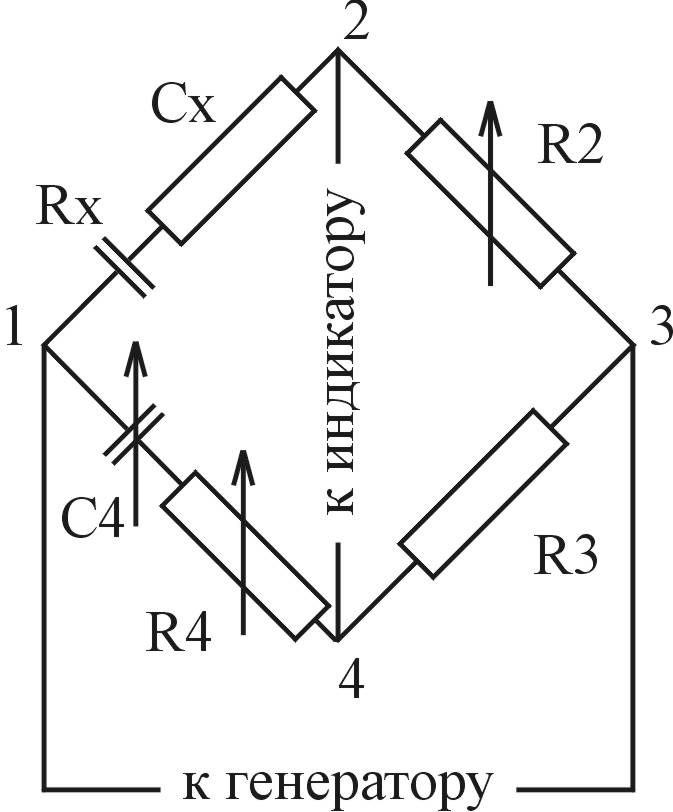 2
Cx
R2
Rx
1
3
к индикатору
C4
R3
R4
4
к генератору